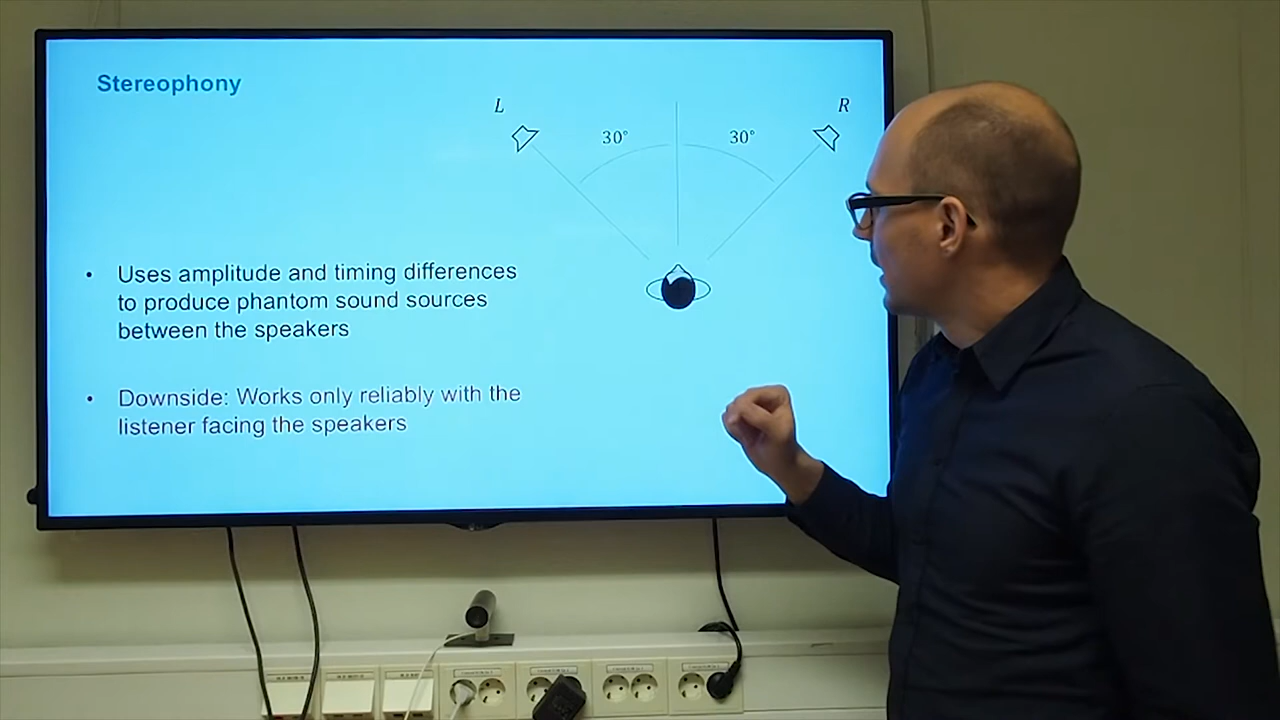 Stereophony
L
R
30°
30°
• Uses amplitude and timing differences
to produce phantom sound sources
between the speakers
• Downside: Works only reliably with the
listener facing the speakers